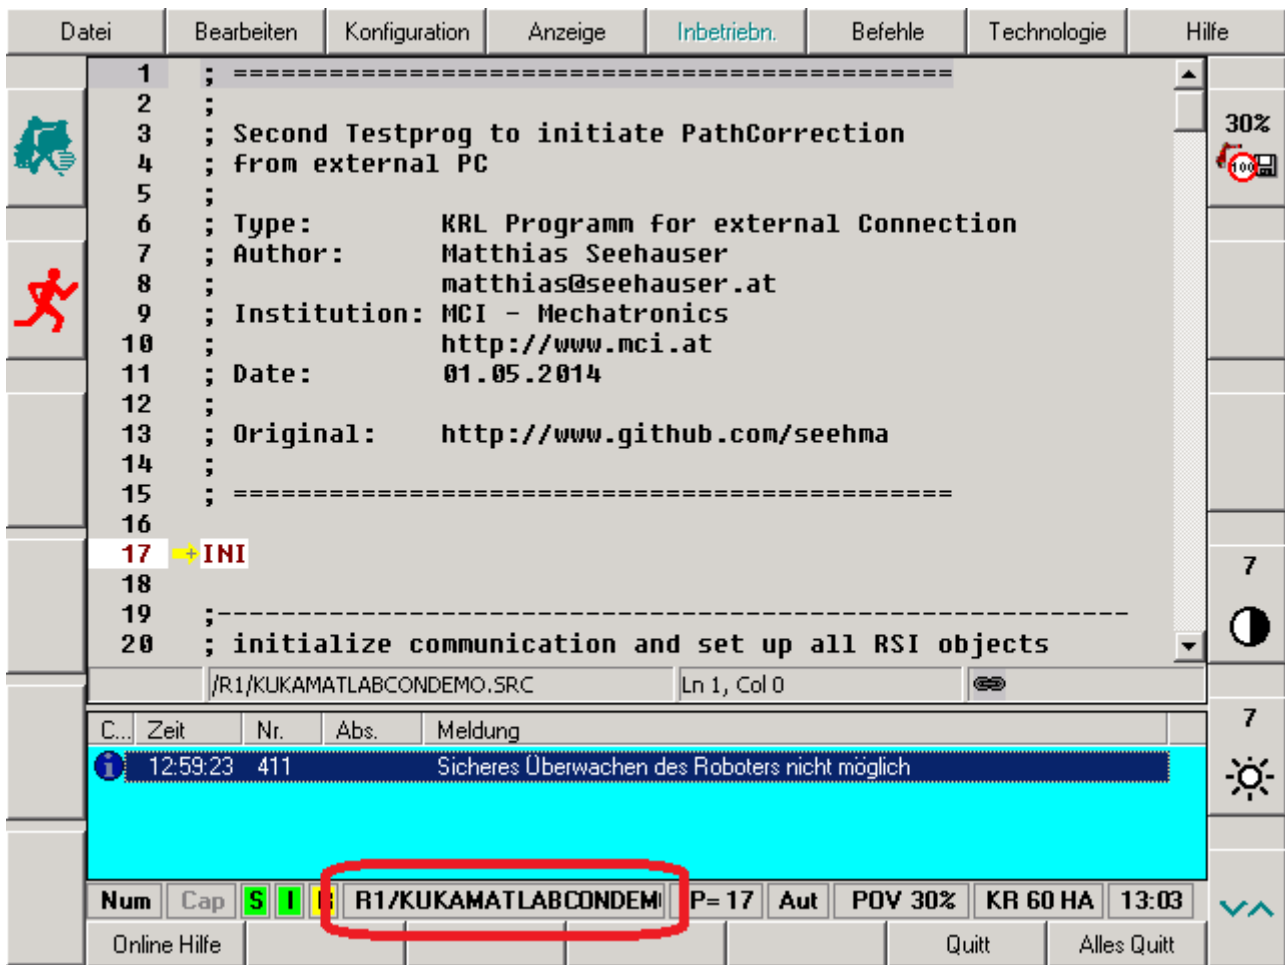 Datei Bearbeiten Konfiguration Anzeige Inbetriebn. Befehle Technologie Hilfe
1 ; =============================================
2 ;
3 ; Second Testprog to initiate PathCorrection
4 ; from external PC
5 ;
6 ; Type: KRL Programm for external Connection
7 ; Author: Matthias Seehauser
8 ; matthias@seehauser.at
9 ; Institution: MCI - Mechatronics
10 ; http://www.mci.at
11 ; Date: 01.05.2014
12 ;
13 ; Original: http://www.github.com/seehma
14 ;
15 ; =============================================
16
17 INI
18
19 ;---------------------------------------------------------
20 ; initialize communication and set up all RSI objects
/R1/KUKAMATLABCONDEMO.SRC Ln 1, Col 0
30%
100
7
7
C... Zeit Nr. Abs. Meldung
12:59:23 411 Sicheres Überwachen des Roboters nicht möglich
Num Cap S I R1/KUKAMATLABCONDEM P= 17 Aut POV 30% KR 60 HA 13:03
Online Hilfe Quitt Alles Quitt